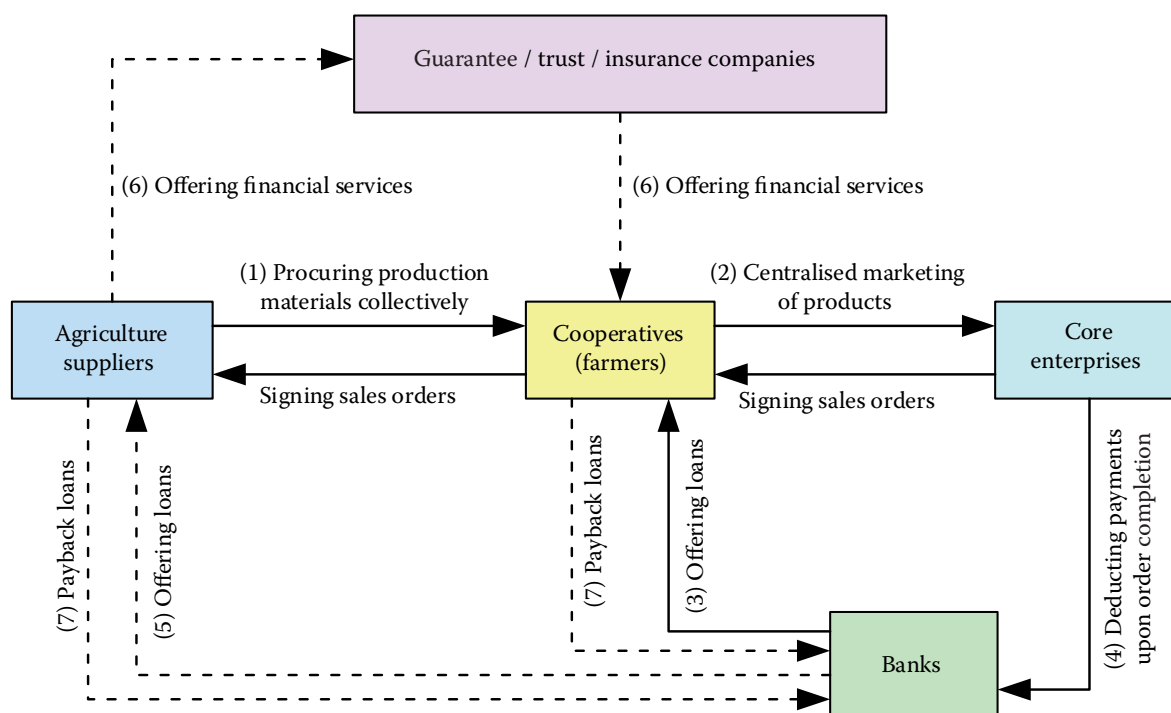 Guarantee / trust / insurance companies
(6) Offering financial services
(6) Offering financial services
(1) Procuring production
materials collectively
(2) Centralised marketing
of products
Agriculture
suppliers
Cooperatives
(farmers)
Core
enterprises
Signing sales orders
Signing sales orders
(7) Payback loans
(5) Offering loans
(7) Payback loans
(3) Offering loans
(4) Deducting payments
upon order completion
Banks